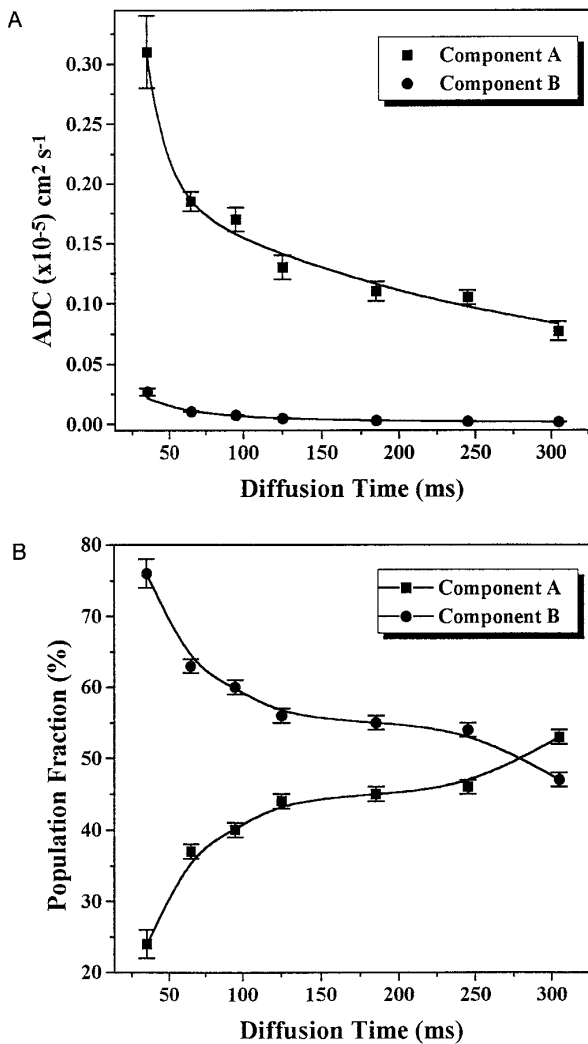 A
Component A
Component B
ADC (x10-5) cm2 s-1
0.30
0.25
0.20
0.15
0.10
0.05
0.00
50
100
150
200
250
300
Diffusion Time (ms)
B
Component A
Component B
Population Fraction (%)
80
70
60
50
40
30
20
50
100
150
200
250
300
Diffusion Time (ms)